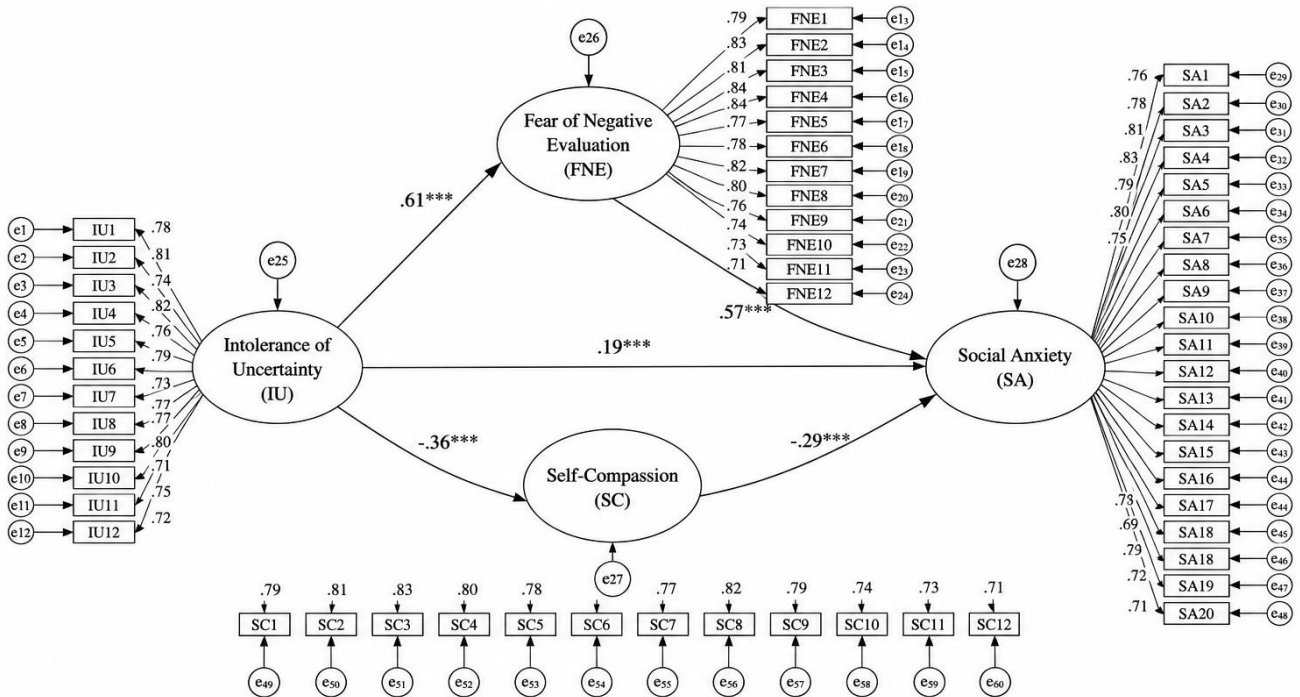 e26
Fear of Negative
Evaluation
(FNE)
.79 FNE1 e13
.83 FNE2 e14
.81 FNE3 e15
.84 FNE4 e16
.84
.77 FNE5 e17
.78 FNE6 e18
.82 FNE7 e19
.80 FNE8 e20
.76 FNE9 e21
.74 FNE10 e22
.73 FNE11 e23
.71 FNE12 e24
e1 IU1 .78
e2 IU2 .81
e3 IU3 .74
e4 IU4 .82
e5 IU5 .76
e6 IU6 .79
e7 IU7 .73
.77
e8 IU8 .77
e9 IU9 .80
e10 IU10 .71
e11 IU11 .75
e12 IU12 .72
e25
Intolerance of
Uncertainty
(IU)
.61***
.57***
.19***
-.36***
-.29***
e28
Social Anxiety
(SA)
Self-Compassion
(SC)
e27
.76 SA1 e29
.78 SA2 e30
.81 SA3 e31
.83 SA4 e32
.79 SA5 e33
.80 SA6 e34
.75 SA7 e35
SA8 e36
SA9 e37
SA10 e38
SA11 e39
SA12 e40
SA13 e41
SA14 e42
SA15 e43
SA16 e44
.73 SA17 e44
.69 SA18 e45
.79 SA18 e46
.72 SA19 e47
.71 SA20 e48
.79 .81 .83 .80 .78 .77 .82 .79 .74 .73 .71
SC1 SC2 SC3 SC4 SC5 SC6 SC7 SC8 SC9 SC10 SC11 SC12
e49 e50 e51 e52 e53 e54 e55 e56 e57 e58 e59 e60